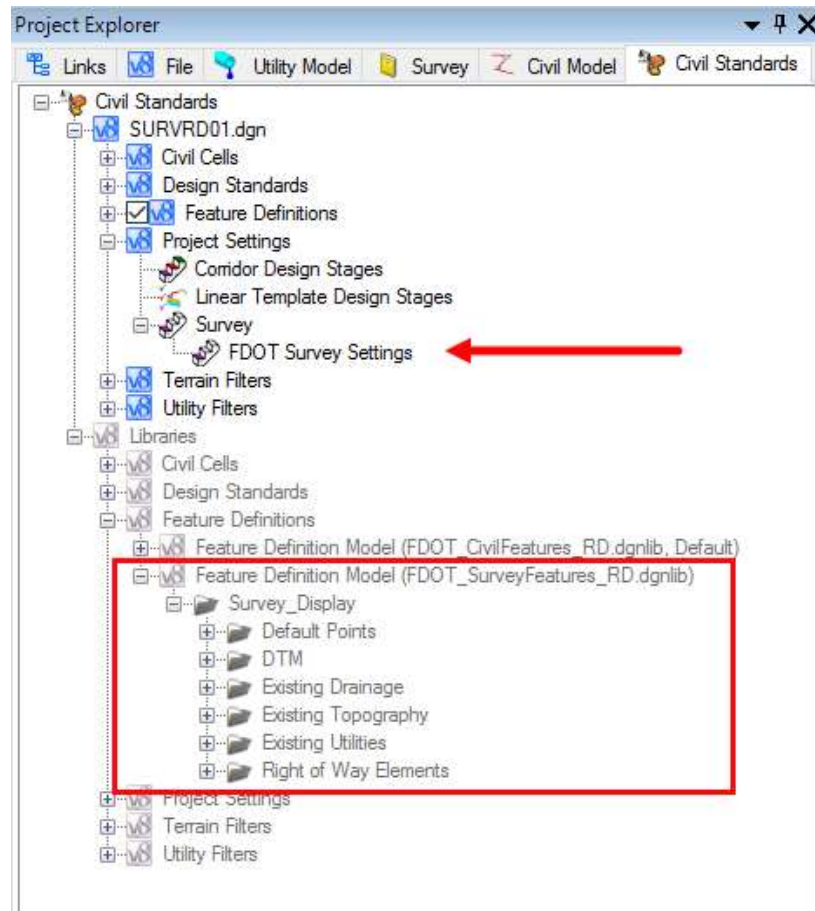 Project Explorer
Links File Utility Model Survey Civil Model Civil Standards
Civil Standards
SURVRD01.dgn
Civil Cells
Design Standards
Feature Definitions
Project Settings
Corridor Design Stages
Linear Template Design Stages
Survey
FDOT Survey Settings
Terrain Filters
Utility Filters
Libraries
Civil Cells
Design Standards
Feature Definitions
Feature Definition Model (FDOT_CivilFeatures_RD.dgnlib, Default)
Feature Definition Model (FDOT_SurveyFeatures_RD.dgnlib)
Survey_Display
Default Points
DTM
Existing Drainage
Existing Topography
Existing Utilities
Right of Way Elements
Project Settings
Terrain Filters
Utility Filters